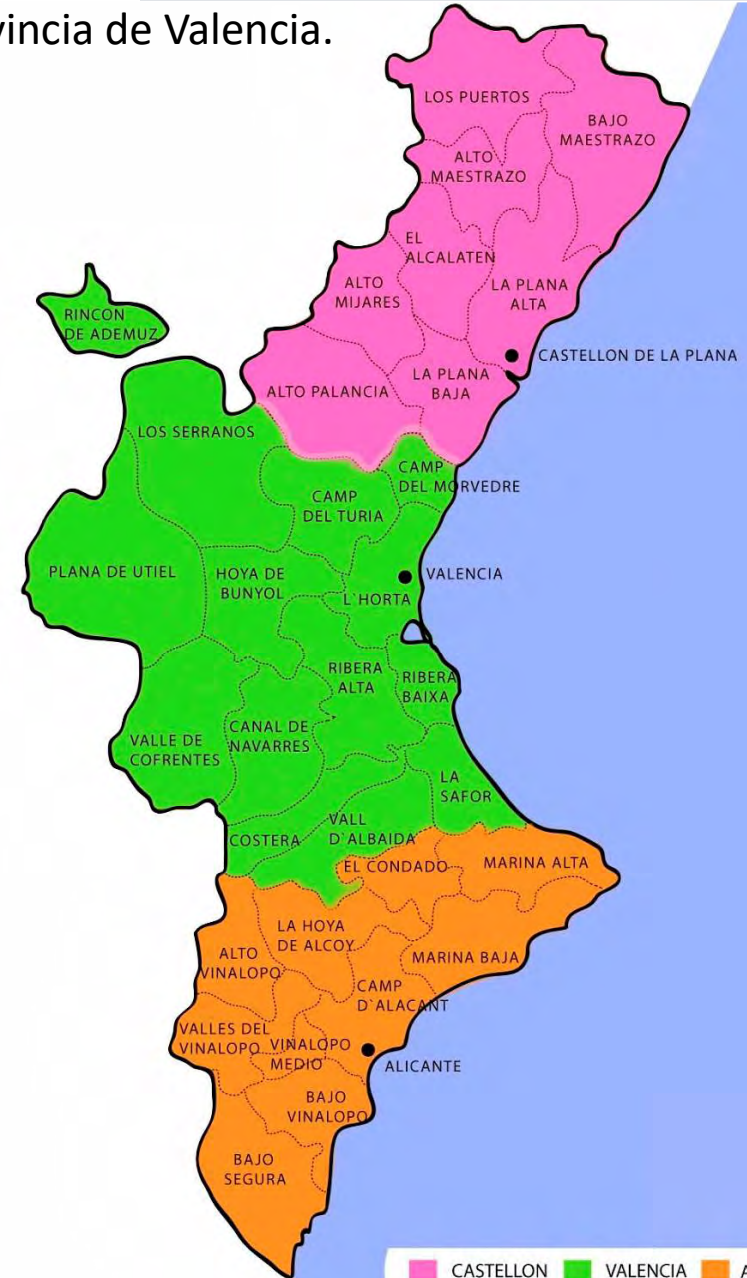 vincia de Valencia.
LOS PUERTOS
BAJO
MAESTRAZO
ALTO
MAESTRAZO
EL
ALCALATEN
ALTO
MIJARES
LA PLANA
ALTA
RINCON
DE ADEMUZ
CASTELLON DE LA PLANA
ALTO PALANCIA
LA PLANA
BAJA
LOS SERRANOS
CAMP
DEL MORVEDRE
CAMP
DEL TURIA
PLANA DE UTIEL
HOYA DE
BUNYOL
VALENCIA
L`HORTA
RIBERA
ALTA
RIBERA
BAIXA
VALLE DE
COFRENTES
CANAL DE
NAVARRES
LA
SAFOR
COSTERA
VALL
D`ALBAIDA
EL CONDADO
MARINA ALTA
LA HOYA
DE ALCOY
ALTO
VINALOPO
MARINA BAJA
CAMP
D`ALACANT
VALLES DEL
VINALOPO
VINALOPO
MEDIO
ALICANTE
BAJO
VINALOPO
BAJO
SEGURA
CASTELLON VALENCIA A